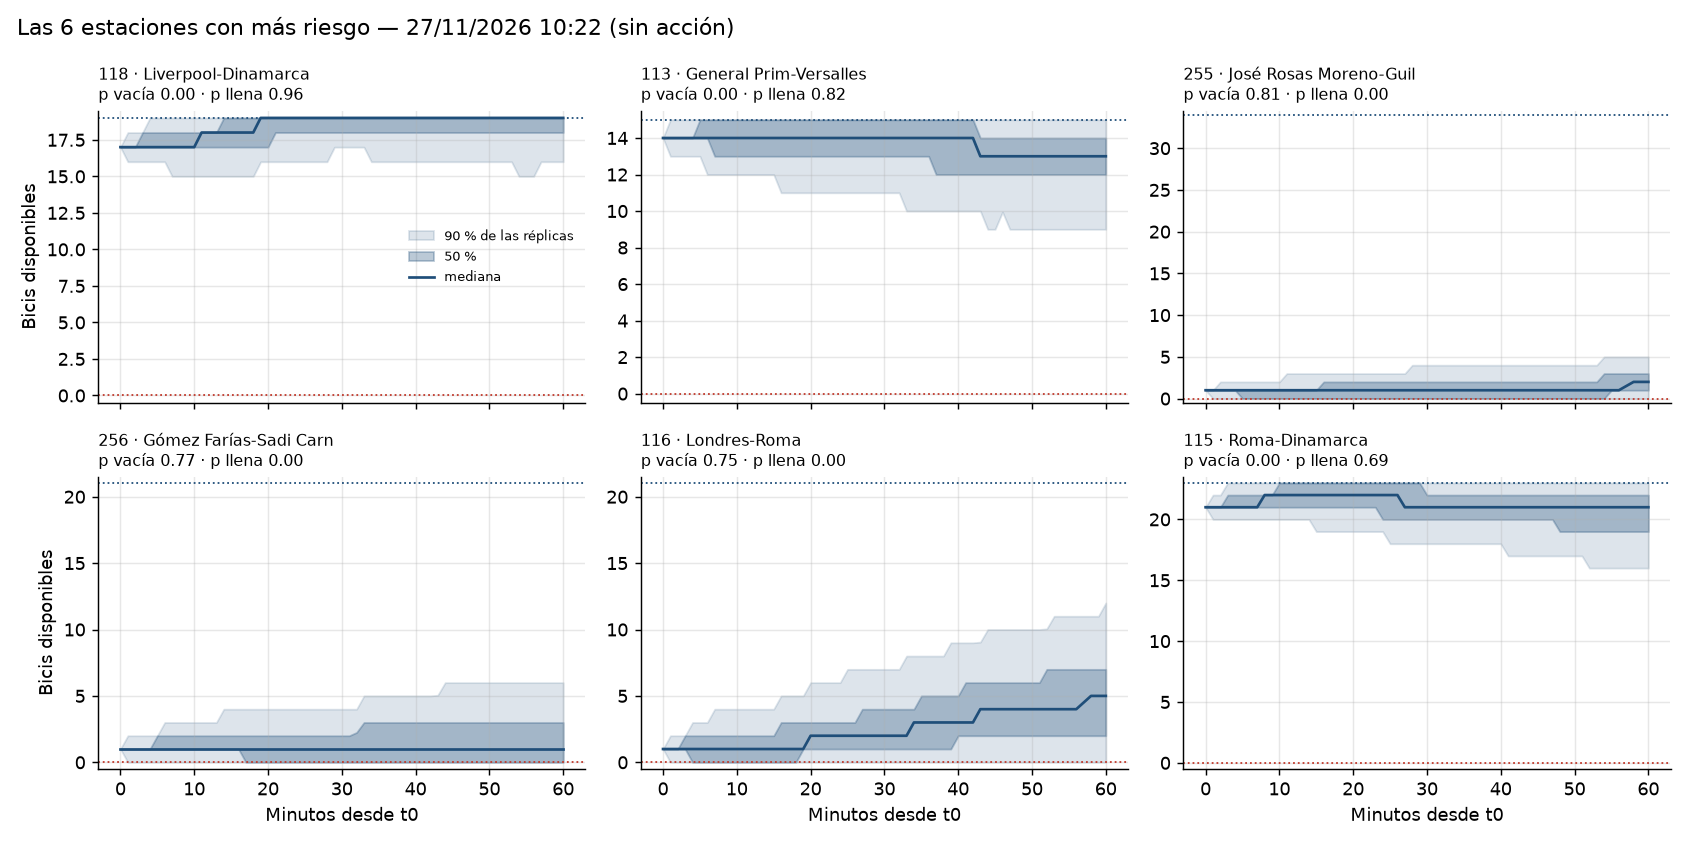 Las 6 estaciones con más riesgo — 27/11/2026 10:22 (sin acción)
118 · Liverpool-Dinamarca
p vacía 0.00 · p llena 0.96
17.5
15.0
12.5
10.0
7.5
5.0
2.5
0.0
Bicis disponibles
90 % de las réplicas
50 %
mediana
113 · General Prim-Versalles
p vacía 0.00 · p llena 0.82
14
12
10
8
6
4
2
0
255 · José Rosas Moreno-Guil
p vacía 0.81 · p llena 0.00
30
25
20
15
10
5
0
256 · Gómez Farías-Sadi Carn
p vacía 0.77 · p llena 0.00
20
15
10
5
0
Bicis disponibles
0 10 20 30 40 50 60
Minutos desde t0
116 · Londres-Roma
p vacía 0.75 · p llena 0.00
20
15
10
5
0
0 10 20 30 40 50 60
Minutos desde t0
115 · Roma-Dinamarca
p vacía 0.00 · p llena 0.69
20
15
10
5
0
0 10 20 30 40 50 60
Minutos desde t0